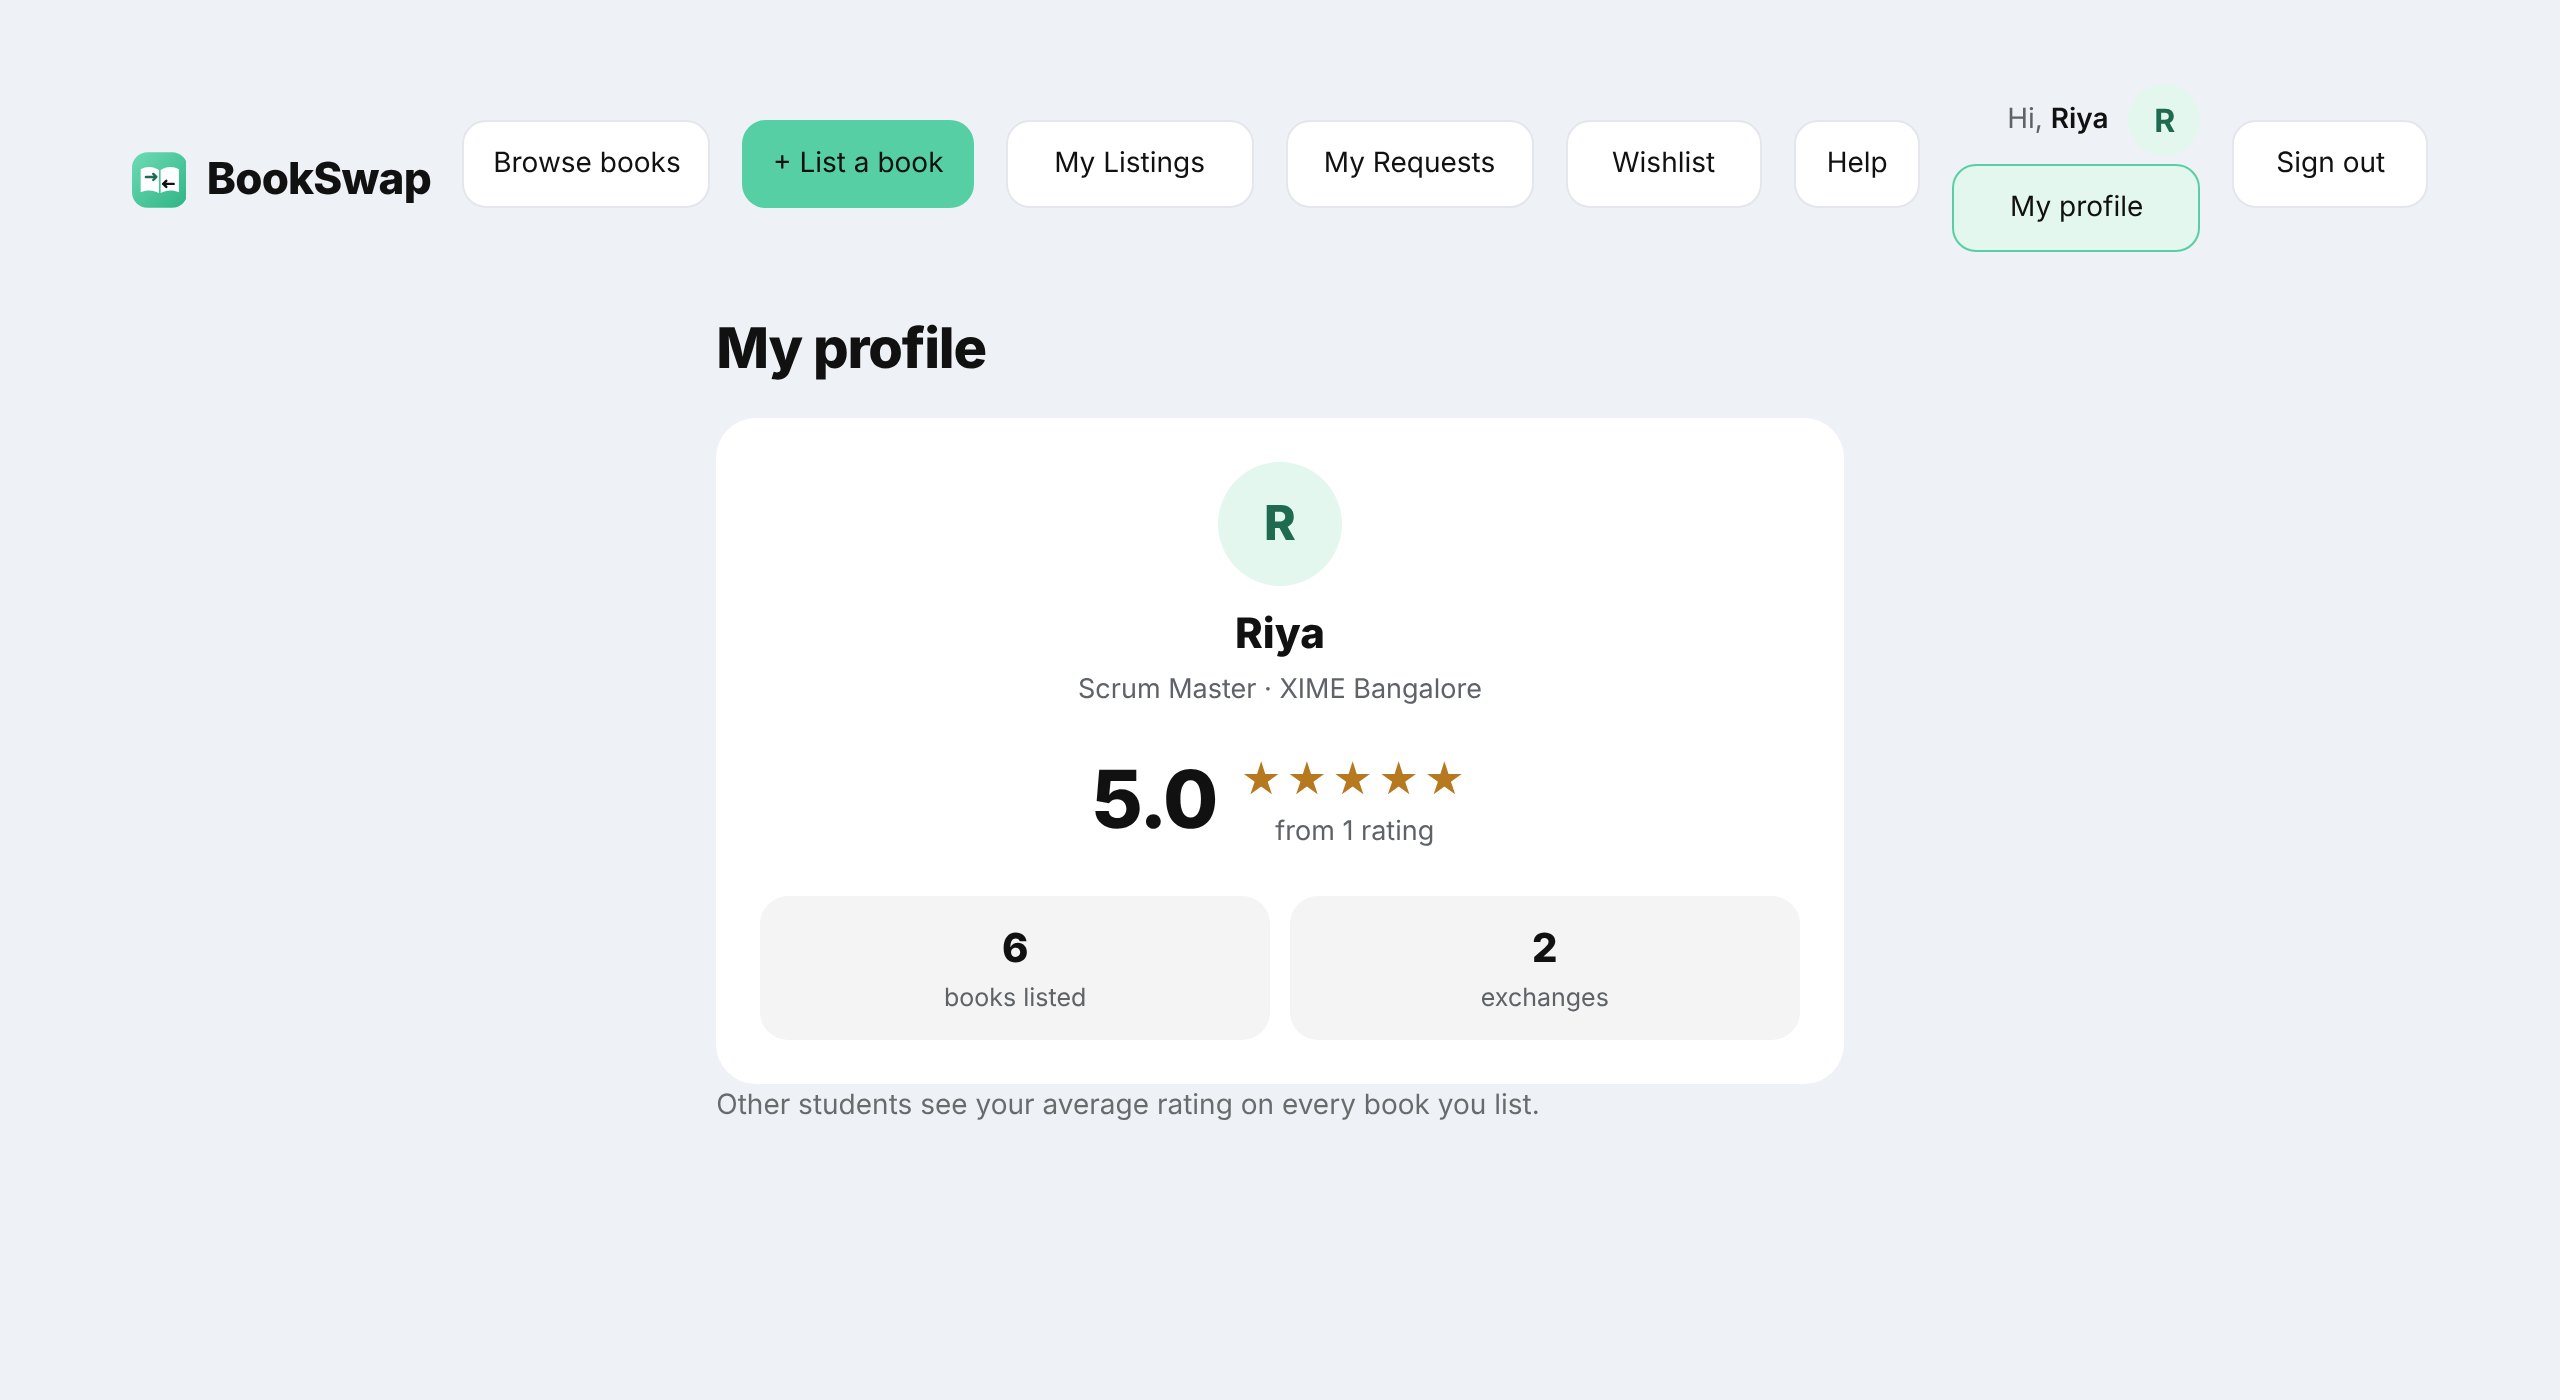 BookSwap
Browse books
+ List a book
My Listings
My Requests
Wishlist
Help
Hi, Riya
R
My profile
Sign out
My profile
R
Riya
Scrum Master · XIME Bangalore
5.0
★★★★★
from 1 rating
6
books listed
2
exchanges
Other students see your average rating on every book you list.